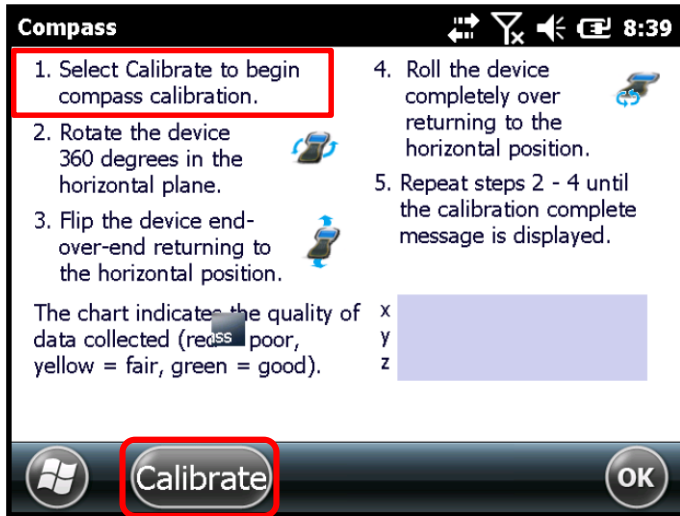 Compass 8:39
1. Select Calibrate to begin
compass calibration.
2. Rotate the device
360 degrees in the
horizontal plane.
3. Flip the device end-
over-end returning to
the horizontal position.
4. Roll the device
completely over
returning to the
horizontal position.
5. Repeat steps 2 - 4 until
the calibration complete
message is displayed.
The chart indicates the quality of
data collected (red ss poor,
yellow = fair, green = good).
x
y
z
Calibrate
OK